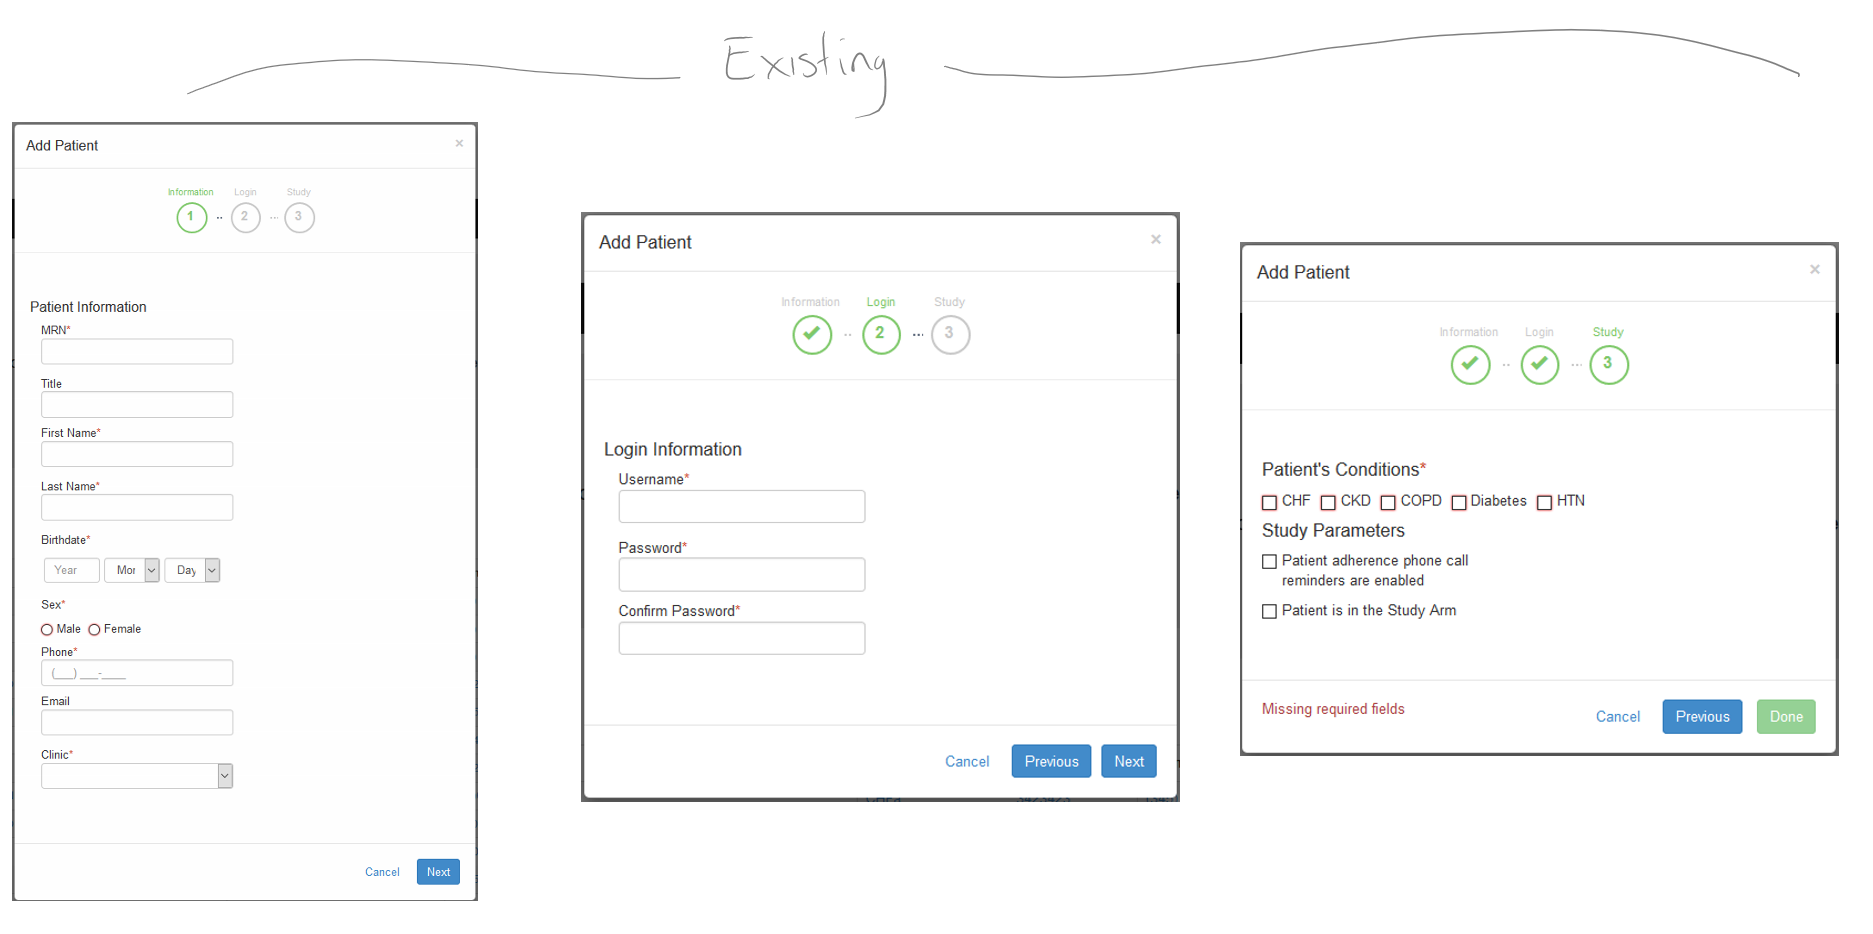 Existing
Add Patient ×
Information Login Study
1 2 3
Patient Information
MRN*
Title
First Name*
Last Name*
Birthdate*
Year Mor Day
Sex*
Male Female
Phone*
(___) ___-____
Email
Clinic*
Cancel Next
Add Patient ×
Information Login Study
2 3
Login Information
Username*
Password*
Confirm Password*
Cancel Previous Next
Add Patient ×
Information Login Study
3
Patient's Conditions*
CHF CKD COPD Diabetes HTN
Study Parameters
Patient adherence phone call
reminders are enabled
Patient is in the Study Arm
Missing required fields
Cancel Previous Done